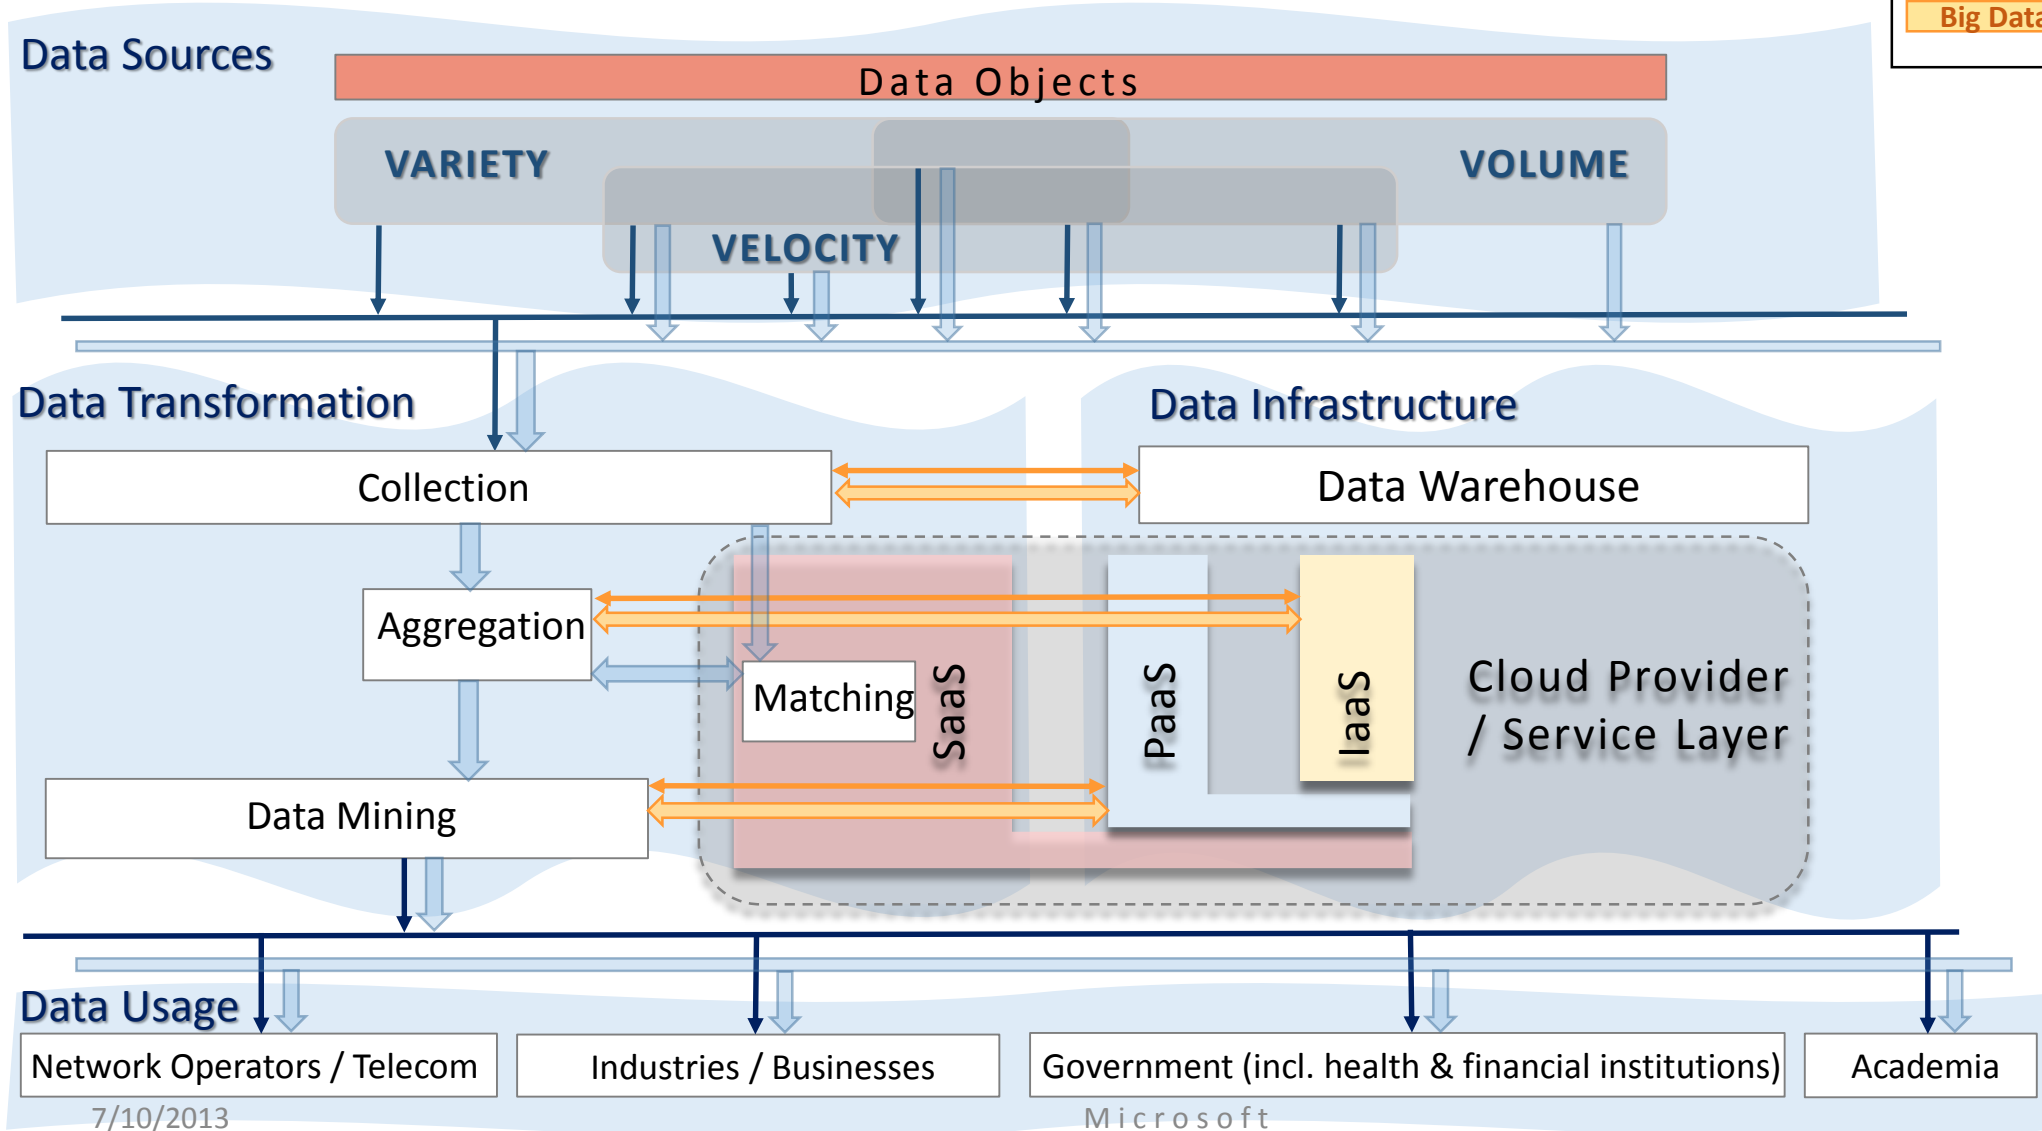 Big Data
Data Sources
Data Objects
VARIETY
VOLUME
VELOCITY
Data Transformation
Data Infrastructure
Collection
Data Warehouse
Aggregation
Matching
SaaS
PaaS
IaaS
Cloud Provider
/ Service Layer
Data Mining
Data Usage
Network Operators / Telecom
Industries / Businesses
Government (incl. health & financial institutions)
Academia
7/10/2013
Microsoft